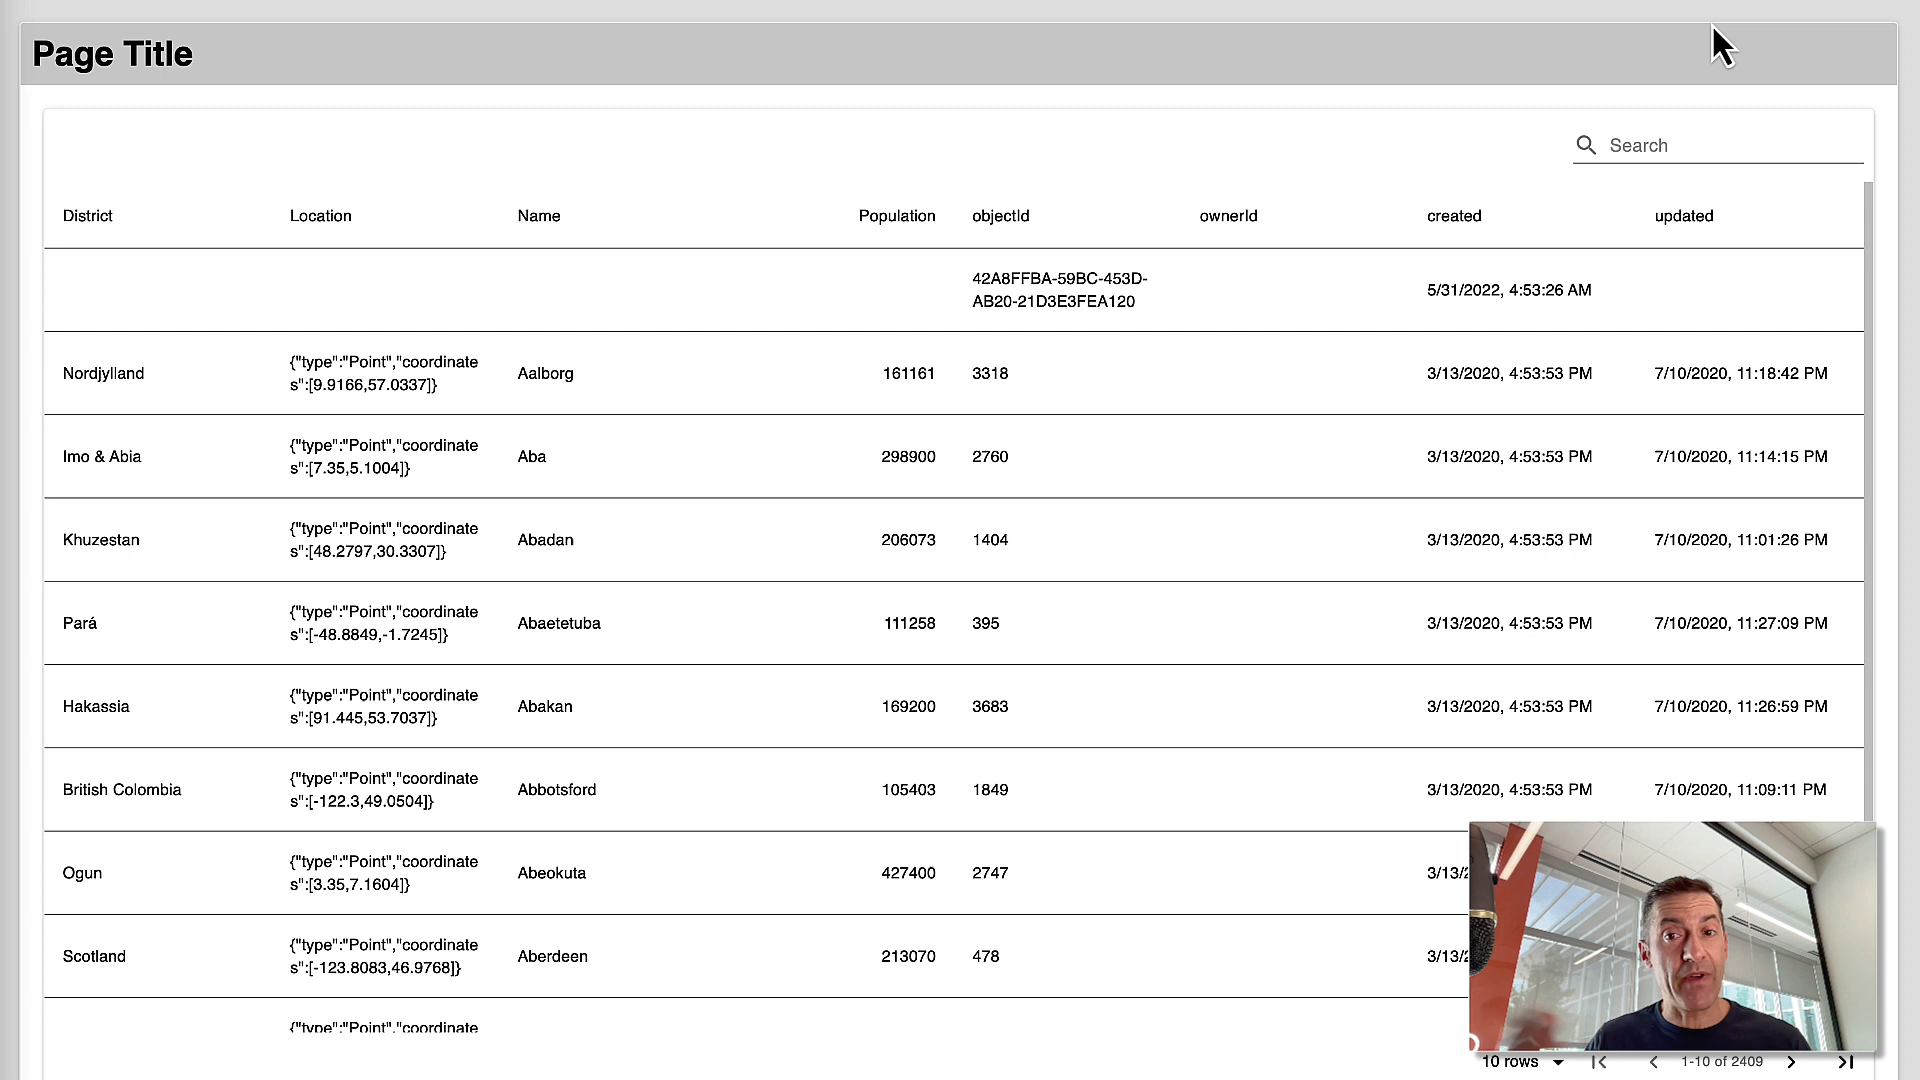 Page Title
Search
District Location Name Population objectId ownerId created updated
42A8FFBA-59BC-453D-
AB20-21D3E3FEA120
5/31/2022, 4:53:26 AM
Nordjylland
{"type":"Point","coordinate
s":[9.9166,57.0337]}
Aalborg
161161
3318
3/13/2020, 4:53:53 PM
7/10/2020, 11:18:42 PM
Imo & Abia
{"type":"Point","coordinate
s":[7.35,5.1004]}
Aba
298900
2760
3/13/2020, 4:53:53 PM
7/10/2020, 11:14:15 PM
Khuzestan
{"type":"Point","coordinate
s":[48.2797,30.3307]}
Abadan
206073
1404
3/13/2020, 4:53:53 PM
7/10/2020, 11:01:26 PM
Pará
{"type":"Point","coordinate
s":[-48.8849,-1.7245]}
Abaetetuba
111258
395
3/13/2020, 4:53:53 PM
7/10/2020, 11:27:09 PM
Hakassia
{"type":"Point","coordinate
s":[91.445,53.7037]}
Abakan
169200
3683
3/13/2020, 4:53:53 PM
7/10/2020, 11:26:59 PM
British Colombia
{"type":"Point","coordinate
s":[-122.3,49.0504]}
Abbotsford
105403
1849
3/13/2020, 4:53:53 PM
7/10/2020, 11:09:11 PM
Ogun
{"type":"Point","coordinate
s":[3.35,7.1604]}
Abeokuta
427400
2747
3/13/2
Scotland
{"type":"Point","coordinate
s":[-123.8083,46.9768]}
Aberdeen
213070
478
3/13/2
{"type":"Point","coordinate
10 rows
1-10 of 2409